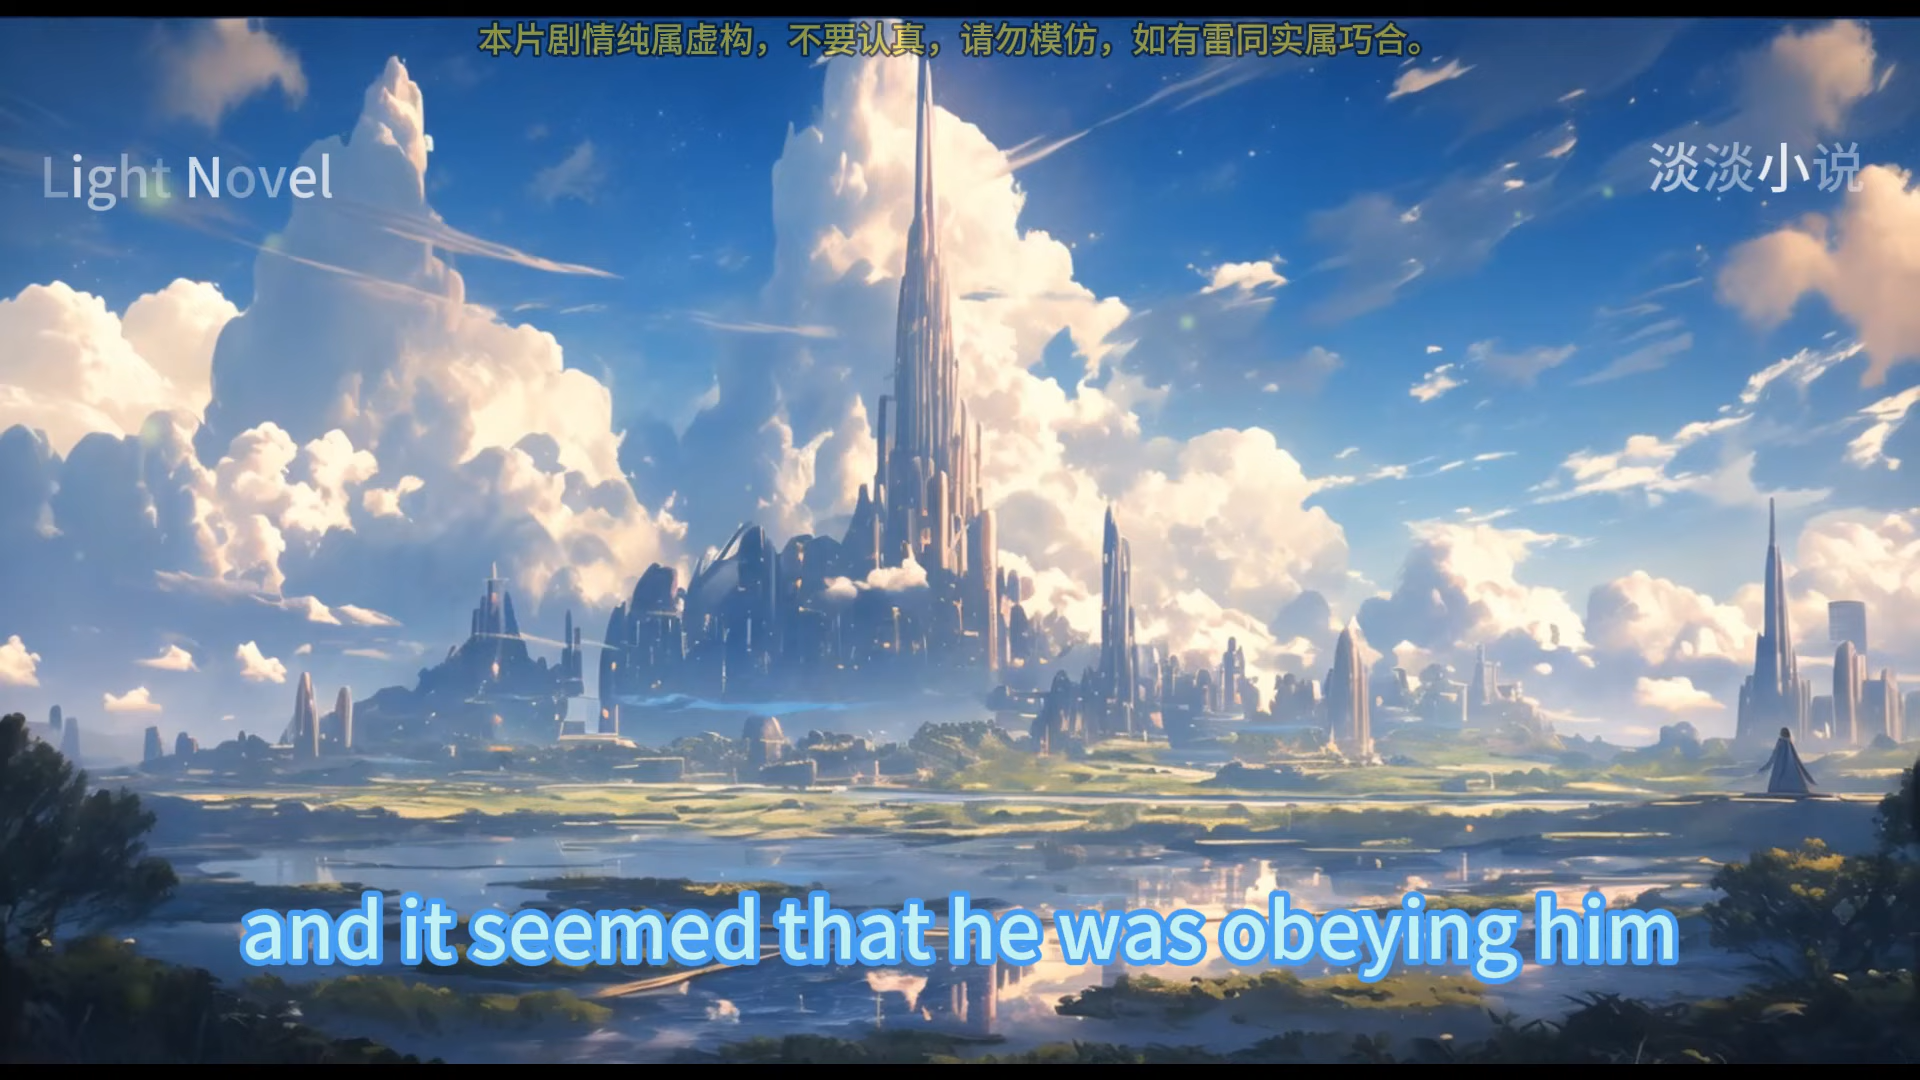 本片剧情纯属虚构，不要认真，请勿模仿，如有雷同实属巧合。
Light Novel
淡淡小说
and it seemed that he was obeying him